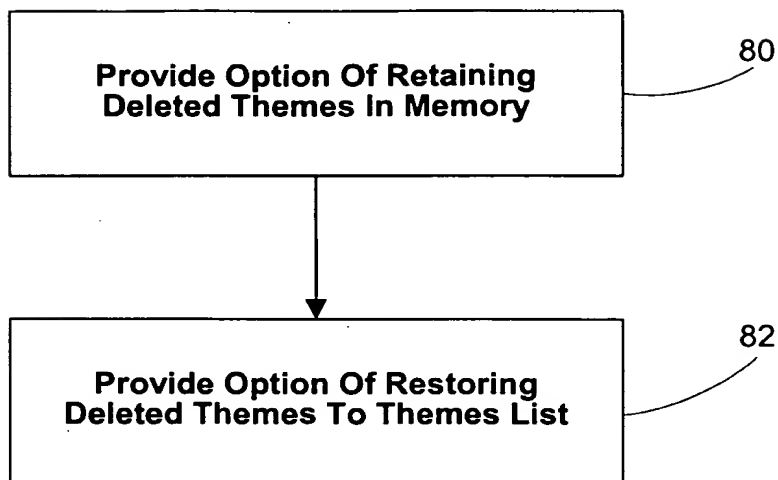 Provide Option Of Retaining
Deleted Themes In Memory
80
Provide Option Of Restoring
Deleted Themes To Themes List
82